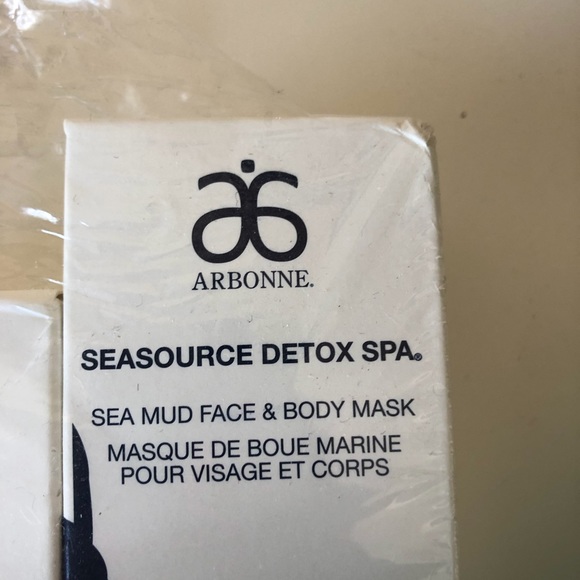 ARBONNE.
SEASOURCE DETOX SPA®
SEA MUD FACE & BODY MASK
MASQUE DE BOUE MARINE
POUR VISAGE ET CORPS